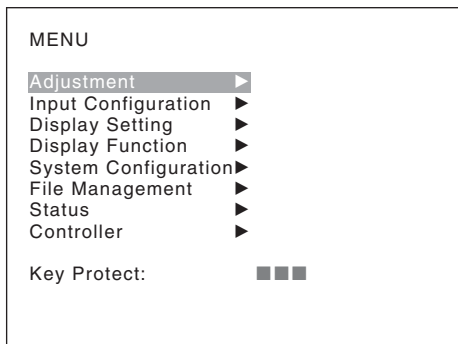 MENU
Adjustment ▶
Input Configuration ▶
Display Setting ▶
Display Function ▶
System Configuration▶
File Management ▶
Status ▶
Controller ▶
Key Protect: ■■■